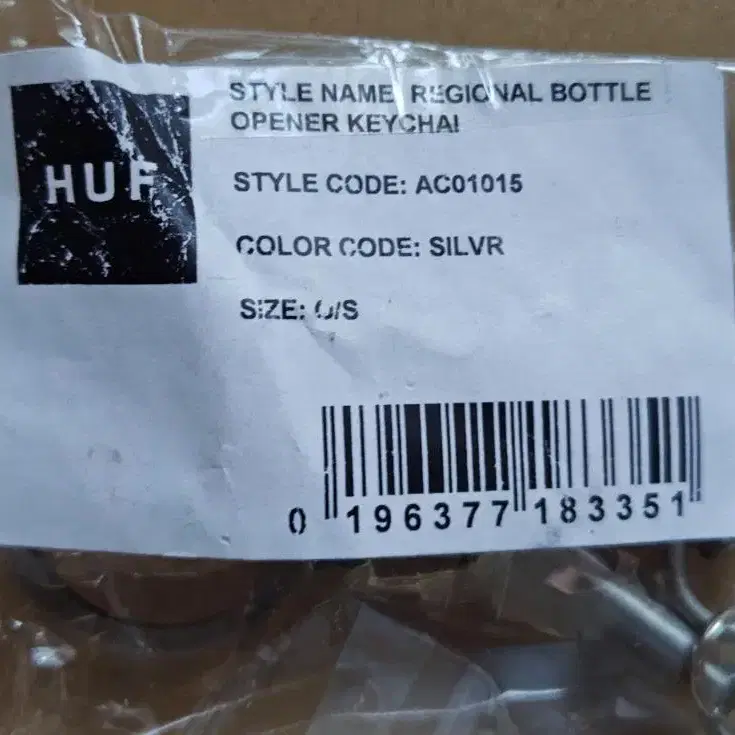 HUF
STYLE NAME: REGIONAL BOTTLE
OPENER KEYCHAI
STYLE CODE: AC01015
COLOR CODE: SILVR
SIZE: O/S
0 196377 183351